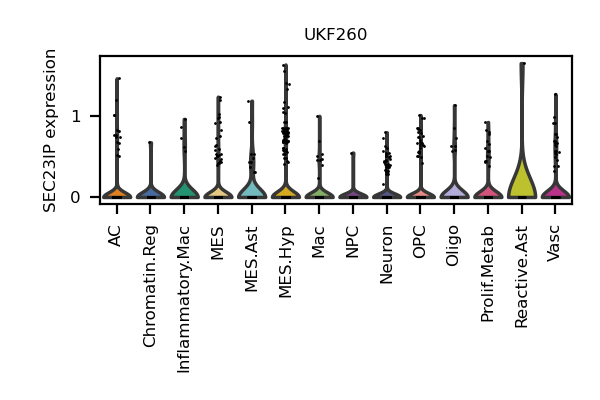 UKF260
SEC23IP expression
1
0
AC
Chromatin.Reg
Inflammatory.Mac
MES
MES.Ast
MES.Hyp
Mac
NPC
Neuron
OPC
Oligo
Prolif.Metab
Reactive.Ast
Vasc